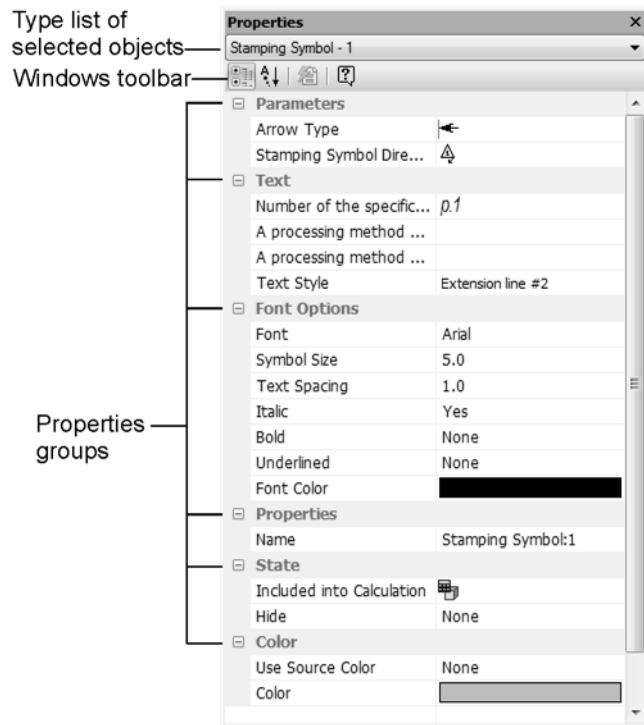 Type list of
selected objects
Windows toolbar
Properties
groups
Properties
Stamping Symbol - 1
Parameters
Arrow Type
Stamping Symbol Dire...
Text
Number of the specific... p.1
A processing method ...
A processing method ...
Text Style Extension line #2
Font Options
Font Arial
Symbol Size 5.0
Text Spacing 1.0
Italic Yes
Bold None
Underlined None
Font Color
Properties
Name Stamping Symbol:1
State
Included into Calculation
Hide None
Color
Use Source Color None
Color